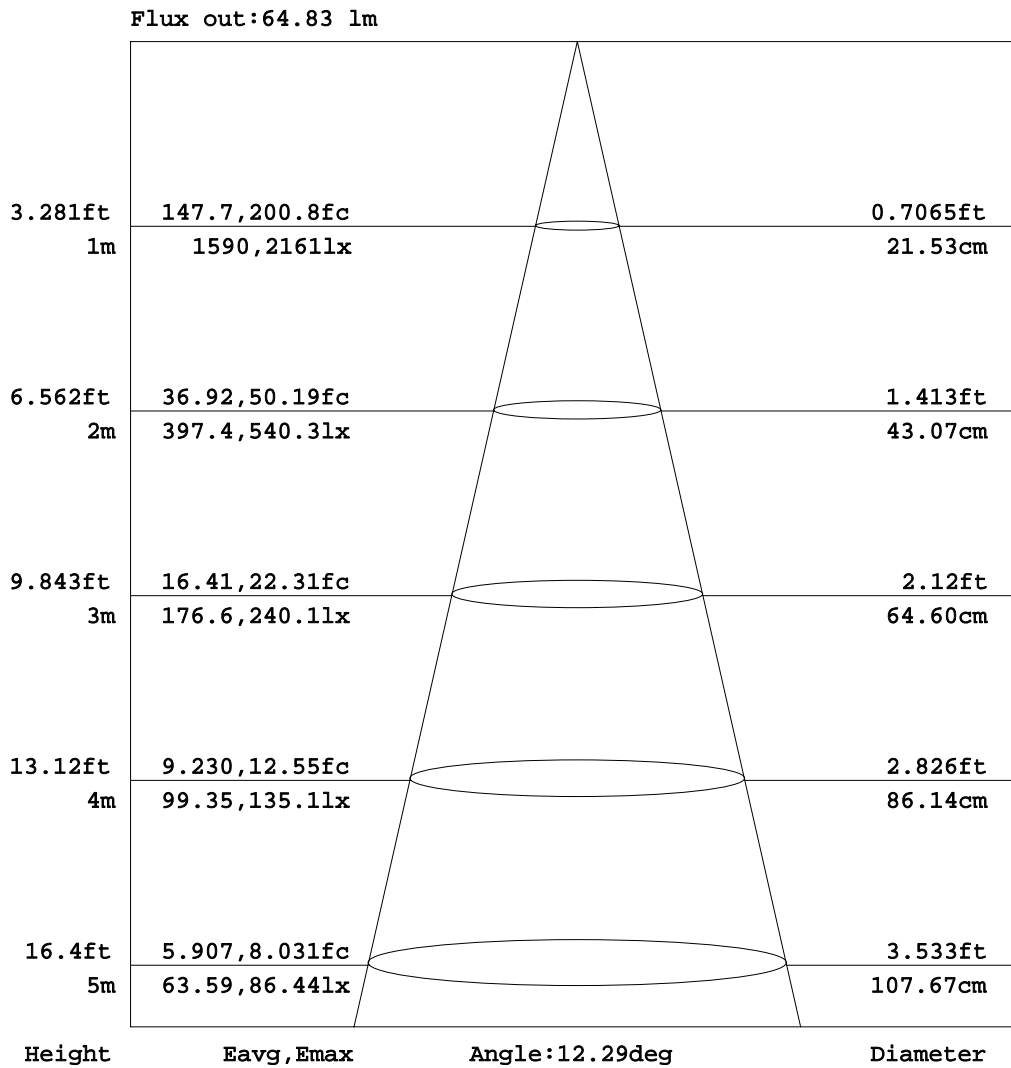 Flux out:64.83 lm
3.281ft 147.7,200.8fc 0.7065ft
1m 1590,2161lx 21.53cm
6.562ft 36.92,50.19fc 1.413ft
2m 397.4,540.3lx 43.07cm
9.843ft 16.41,22.31fc 2.12ft
3m 176.6,240.1lx 64.60cm
13.12ft 9.230,12.55fc 2.826ft
4m 99.35,135.1lx 86.14cm
16.4ft 5.907,8.031fc 3.533ft
5m 63.59,86.44lx 107.67cm
Height Eavg,Emax Angle:12.29deg Diameter